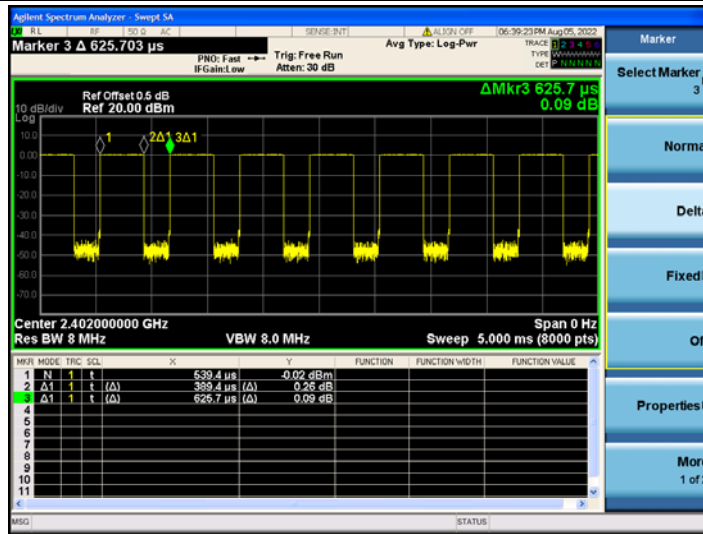 Agilent Spectrum Analyzer - Swept SA
RL RF 50 Ω AC SENSE:INT ALIGN OFF 06:39:23 PM Aug 05, 2022
Marker 3 Δ 625.703 µs
PNO: Fast
IFGain:Low
Trig: Free Run
Atten: 30 dB
Avg Type: Log-Pwr
TRACE 1 2 3 4 5 6
TYPE
DET P N N N N N
Ref Offset 0.5 dB
10 dB/div Ref 20.00 dBm
Log
ΔMkr3 625.7 µs
0.09 dB
1 2Δ1 3Δ1
10.0
0.00
-10.0
-20.0
-30.0
-40.0
-50.0
-60.0
-70.0
Center 2.402000000 GHz Span 0 Hz
Res BW 8 MHz VBW 8.0 MHz Sweep 5.000 ms (8000 pts)
MKR MODE TRC SCL X Y FUNCTION FUNCTION WIDTH FUNCTION VALUE
1 N 1 t 539.4 µs -0.02 dBm
2 Δ1 1 t (Δ) 389.4 µs (Δ) 0.26 dB
3 Δ1 1 t (Δ) 625.7 µs (Δ) 0.09 dB
4
5
6
7
8
9
10
11
MSG STATUS
Marker
Select Marker
3
Norma
Delta
Fixed
Of
Properties
More
1 of 2